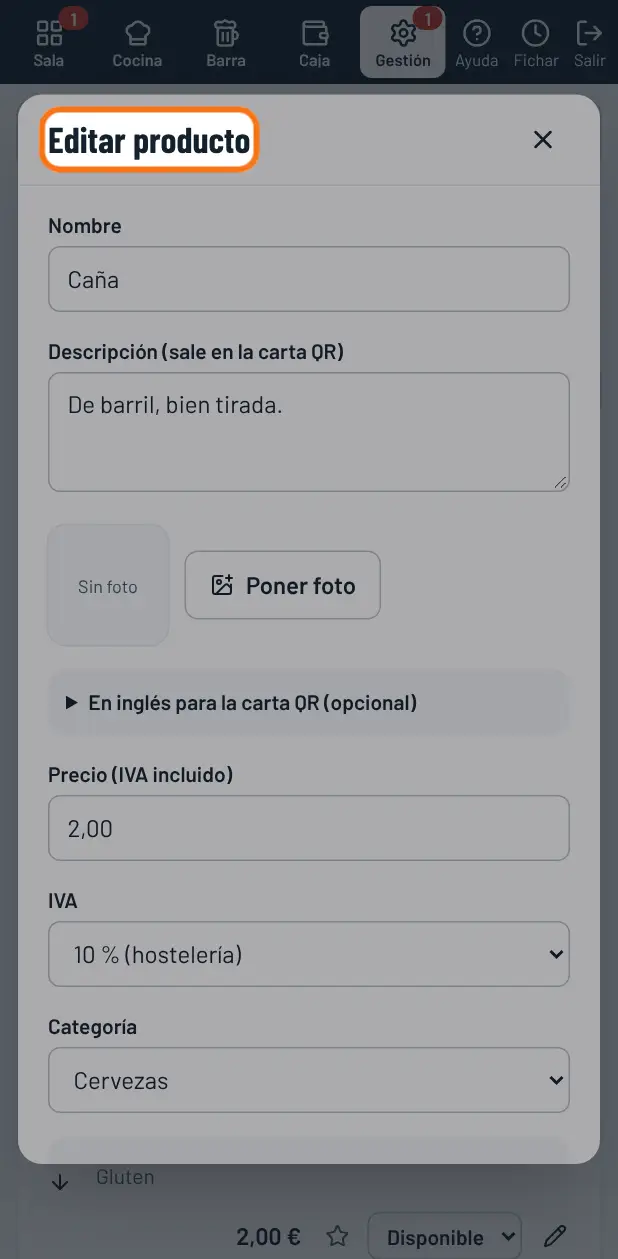 1
1
Sala
Cocina
Barra
Caja
Gestión
Ayuda
Fichar
Salir
Editar producto
Nombre
Caña
Descripción (sale en la carta QR)
De barril, bien tirada.
Sin foto
Poner foto
En inglés para la carta QR (opcional)
Precio (IVA incluido)
2,00
IVA
10 % (hostelería)
Categoría
Cervezas
Gluten
2,00 €
Disponible